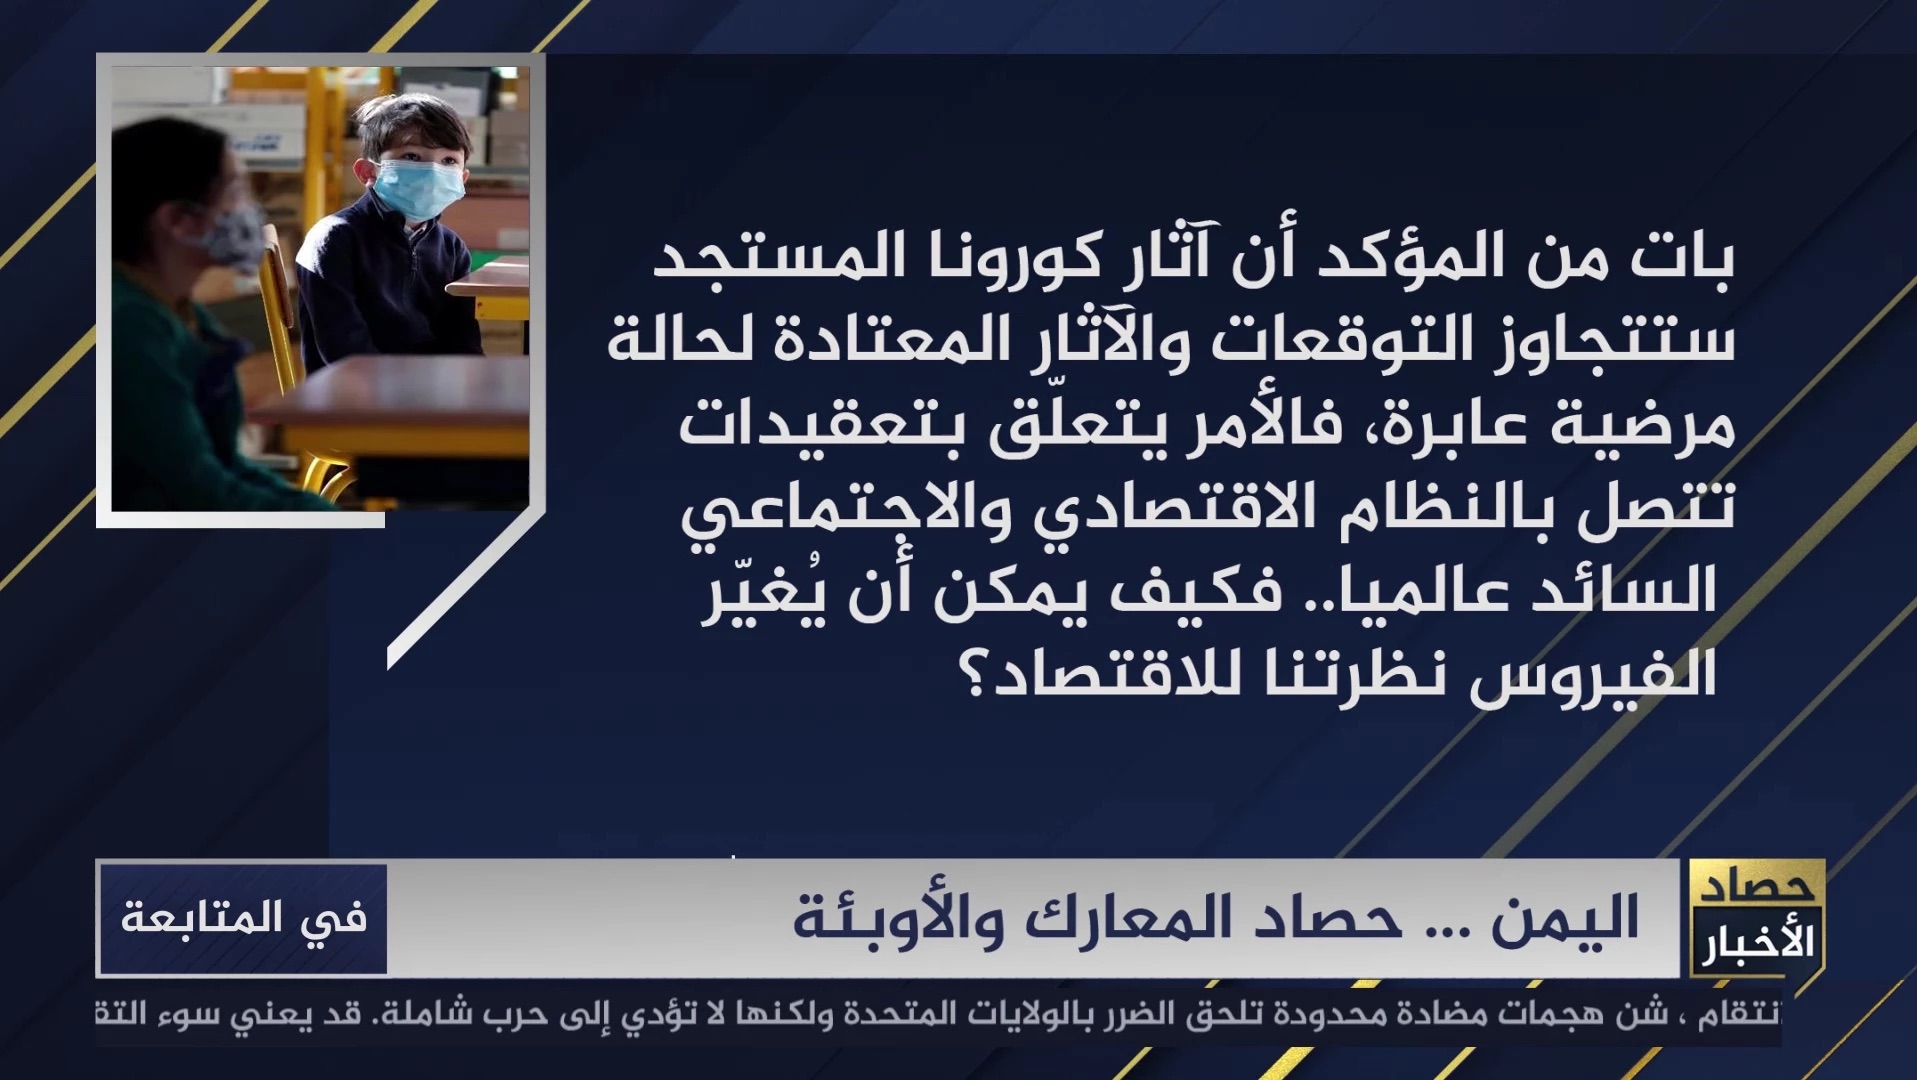 بات من المؤكد أن آثار كورونا المستجد
ستتجاوز التوقعات والآثار المعتادة لحالة
مرضية عابرة، فالأمر يتعلّق بتعقيدات
تتصل بالنظام الاقتصادي والاجتماعي
السائد عالميا.. فكيف يمكن أن يُغيّر
الفيروس نظرتنا للاقتصاد؟
حصاد
الأخبار
اليمن ... حصاد المعارك والأوبئة
في المتابعة
، شن هجمات مضادة محدودة تلحق الضرر بالولايات المتحدة ولكنها لا تؤدي إلى حرب شاملة. قد يعني سوء